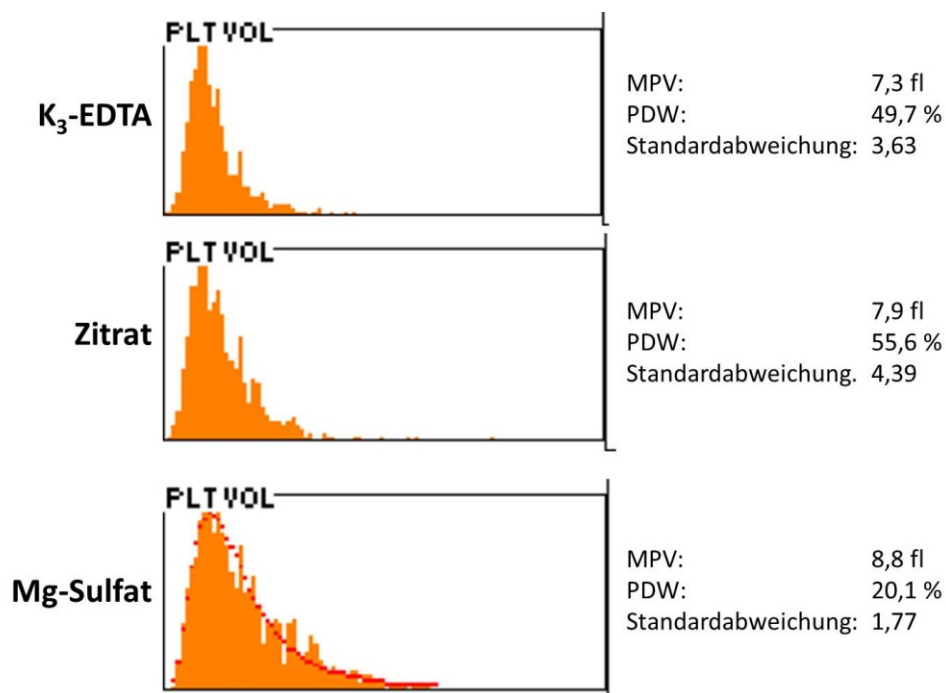 PLT VOL
K₃-EDTA
MPV: 7,3 fl
PDW: 49,7 %
Standardabweichung: 3,63
PLT VOL
Zitrat
MPV: 7,9 fl
PDW: 55,6 %
Standardabweichung. 4,39
PLT VOL
Mg-Sulfat
MPV: 8,8 fl
PDW: 20,1 %
Standardabweichung: 1,77